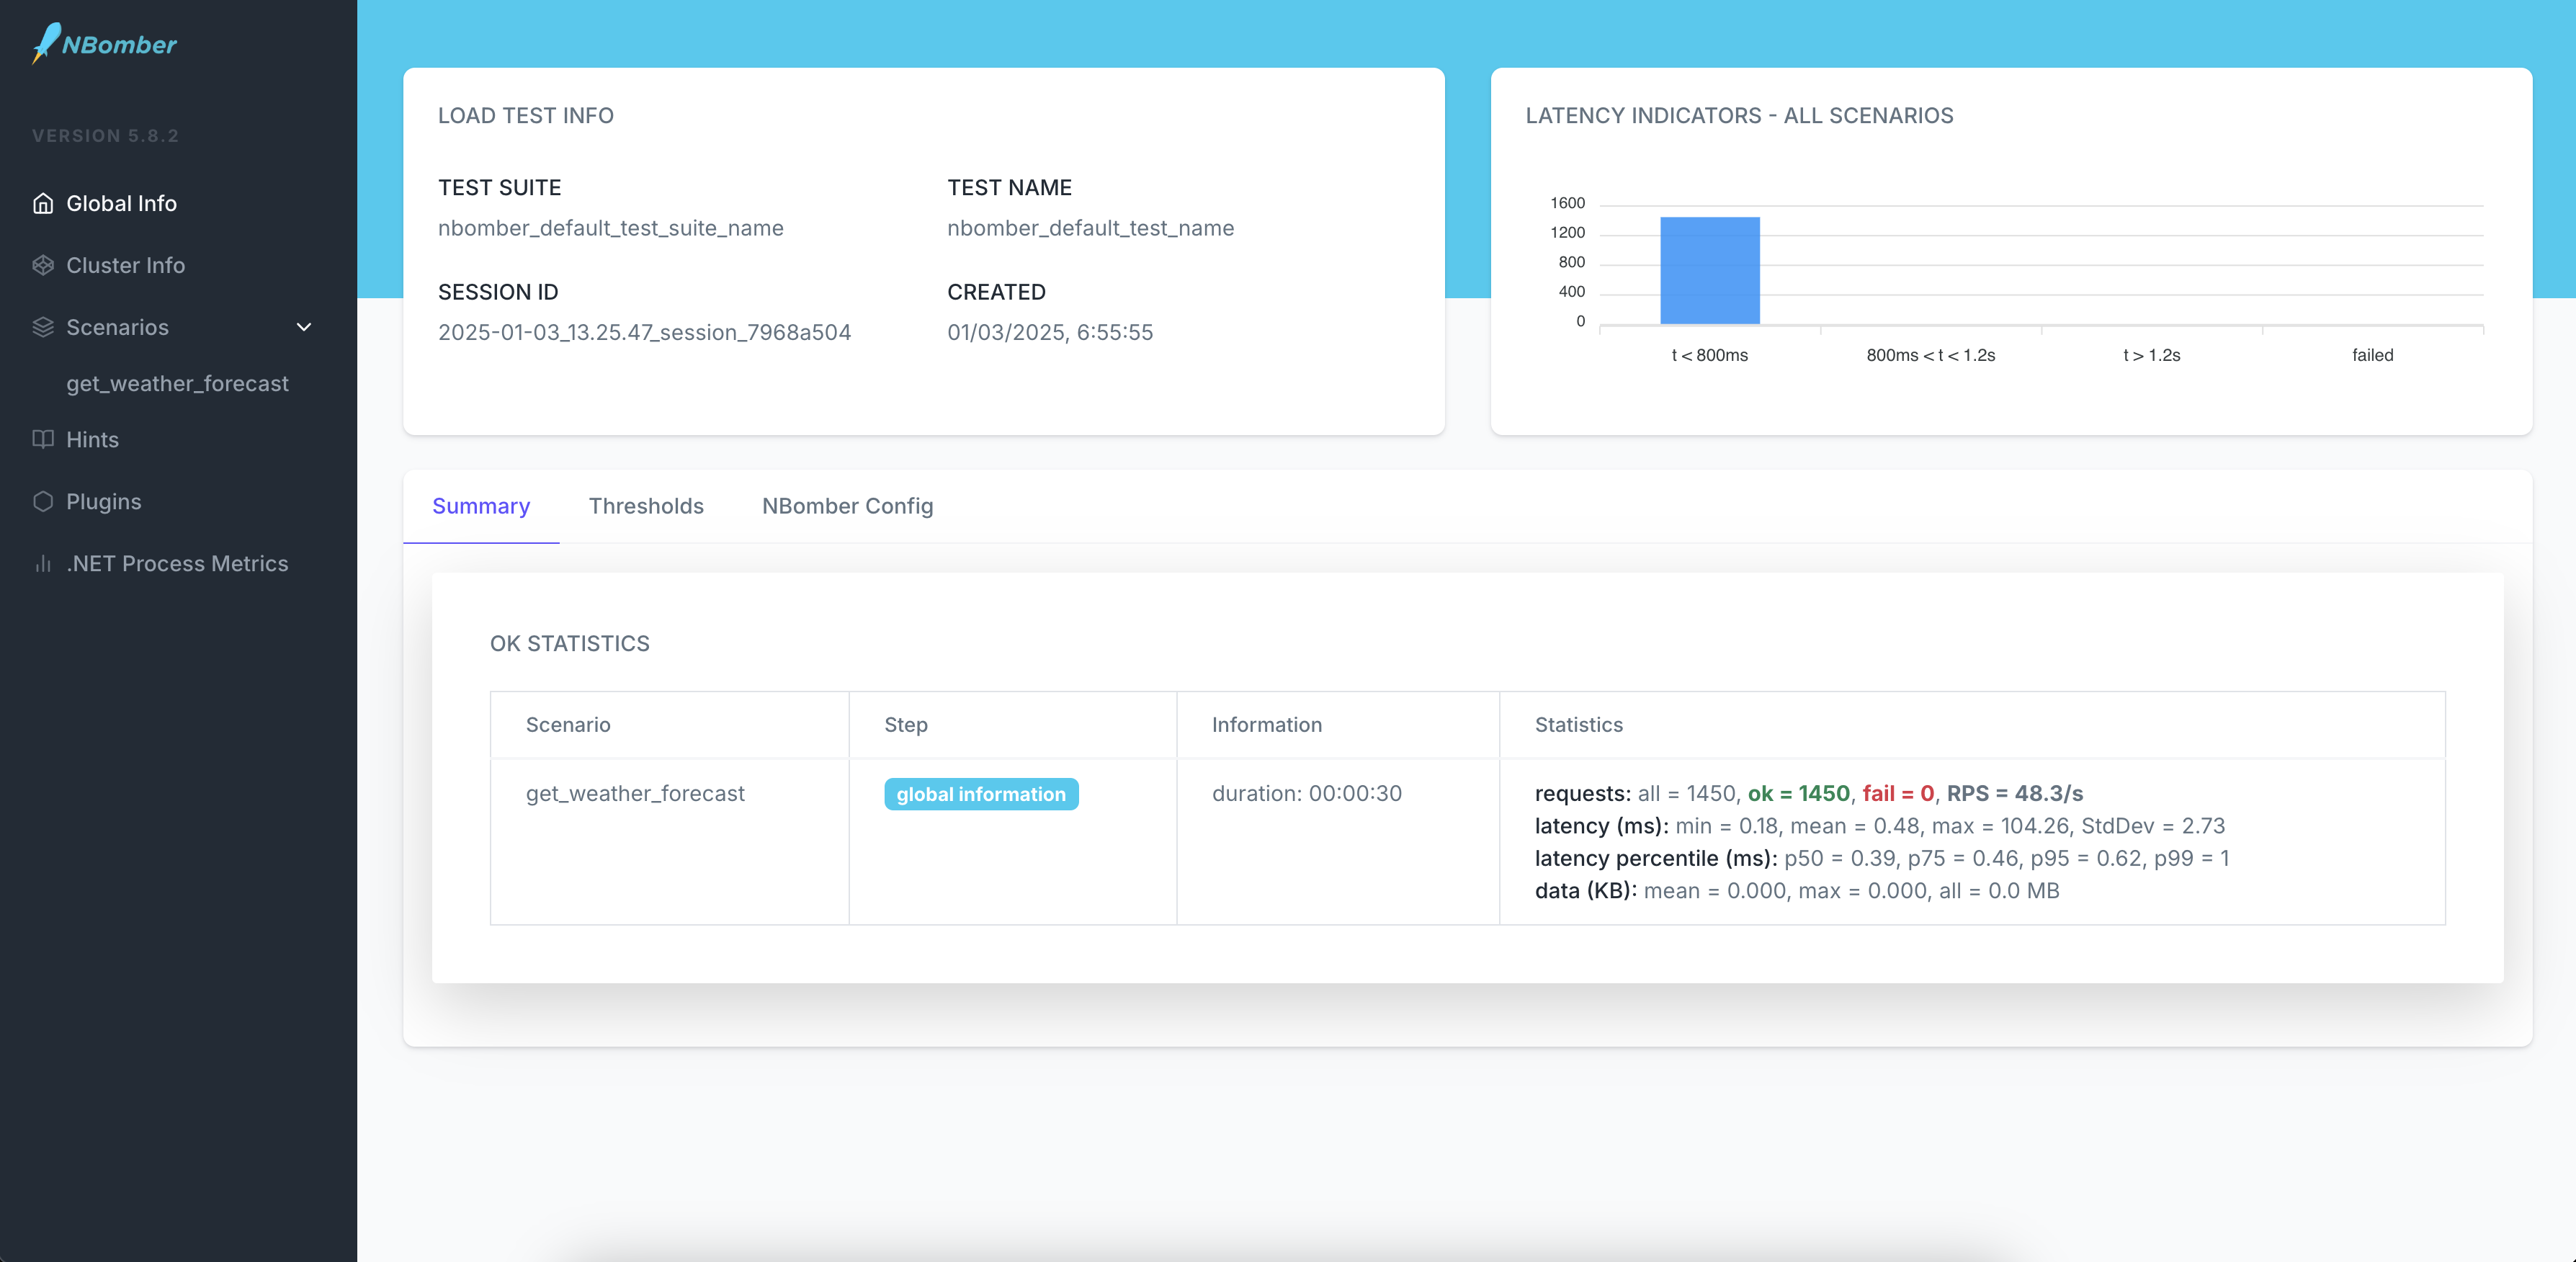 NBomber
VERSION 5.8.2
Global Info
Cluster Info
Scenarios
get_weather_forecast
Hints
Plugins
.NET Process Metrics
LOAD TEST INFO
TEST SUITE
nbomber_default_test_suite_name
TEST NAME
nbomber_default_test_name
SESSION ID
2025-01-03_13.25.47_session_7968a504
CREATED
01/03/2025, 6:55:55
LATENCY INDICATORS - ALL SCENARIOS
1600
1200
800
400
0
t < 800ms
800ms < t < 1.2s
t > 1.2s
failed
Summary
Thresholds
NBomber Config
OK STATISTICS
Scenario
Step
Information
Statistics
get_weather_forecast
global information
duration: 00:00:30
requests: all = 1450, ok = 1450, fail = 0, RPS = 48.3/s
latency (ms): min = 0.18, mean = 0.48, max = 104.26, StdDev = 2.73
latency percentile (ms): p50 = 0.39, p75 = 0.46, p95 = 0.62, p99 = 1
data (KB): mean = 0.000, max = 0.000, all = 0.0 MB